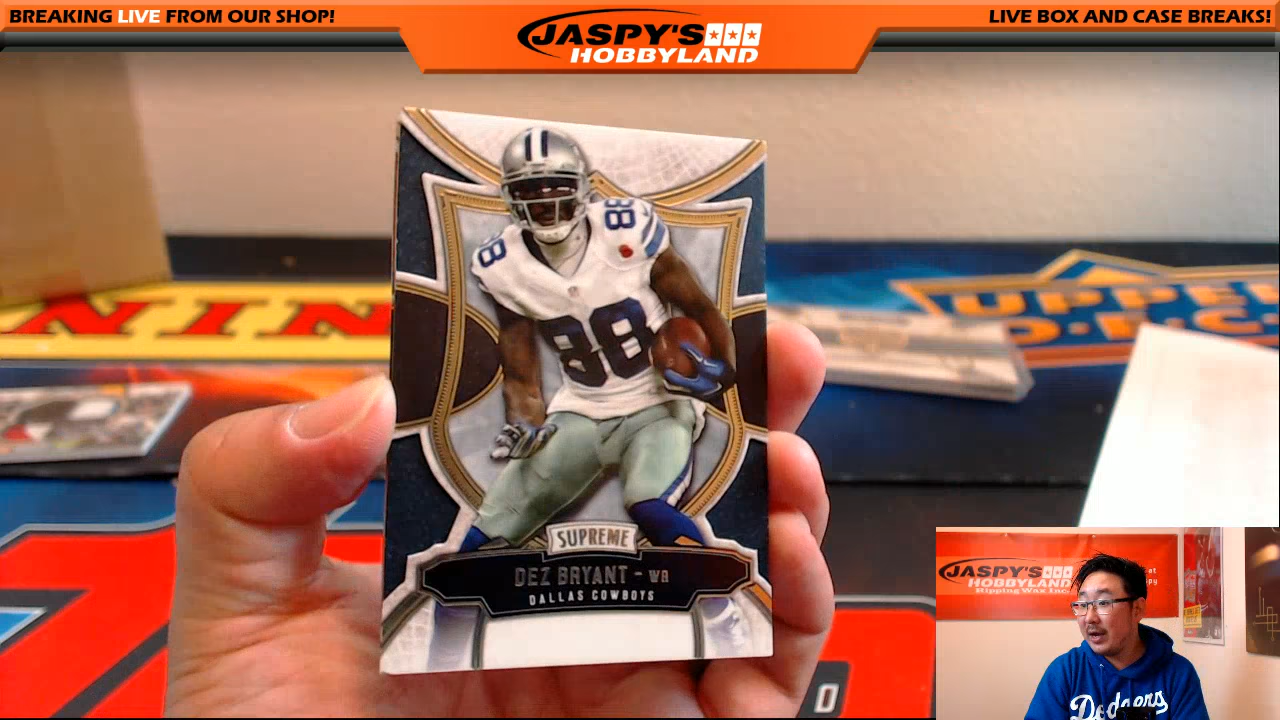 BREAKING LIVE FROM OUR SHOP!
JASPY'S
HOBBYLAND
LIVE BOX AND CASE BREAKS!
88
88
88
SUPREME
DEZ BRYANT - WR
DALLAS COWBOYS
JASPY'S
HOBBYLAND
Ripping Wax Inc.
Dodgers